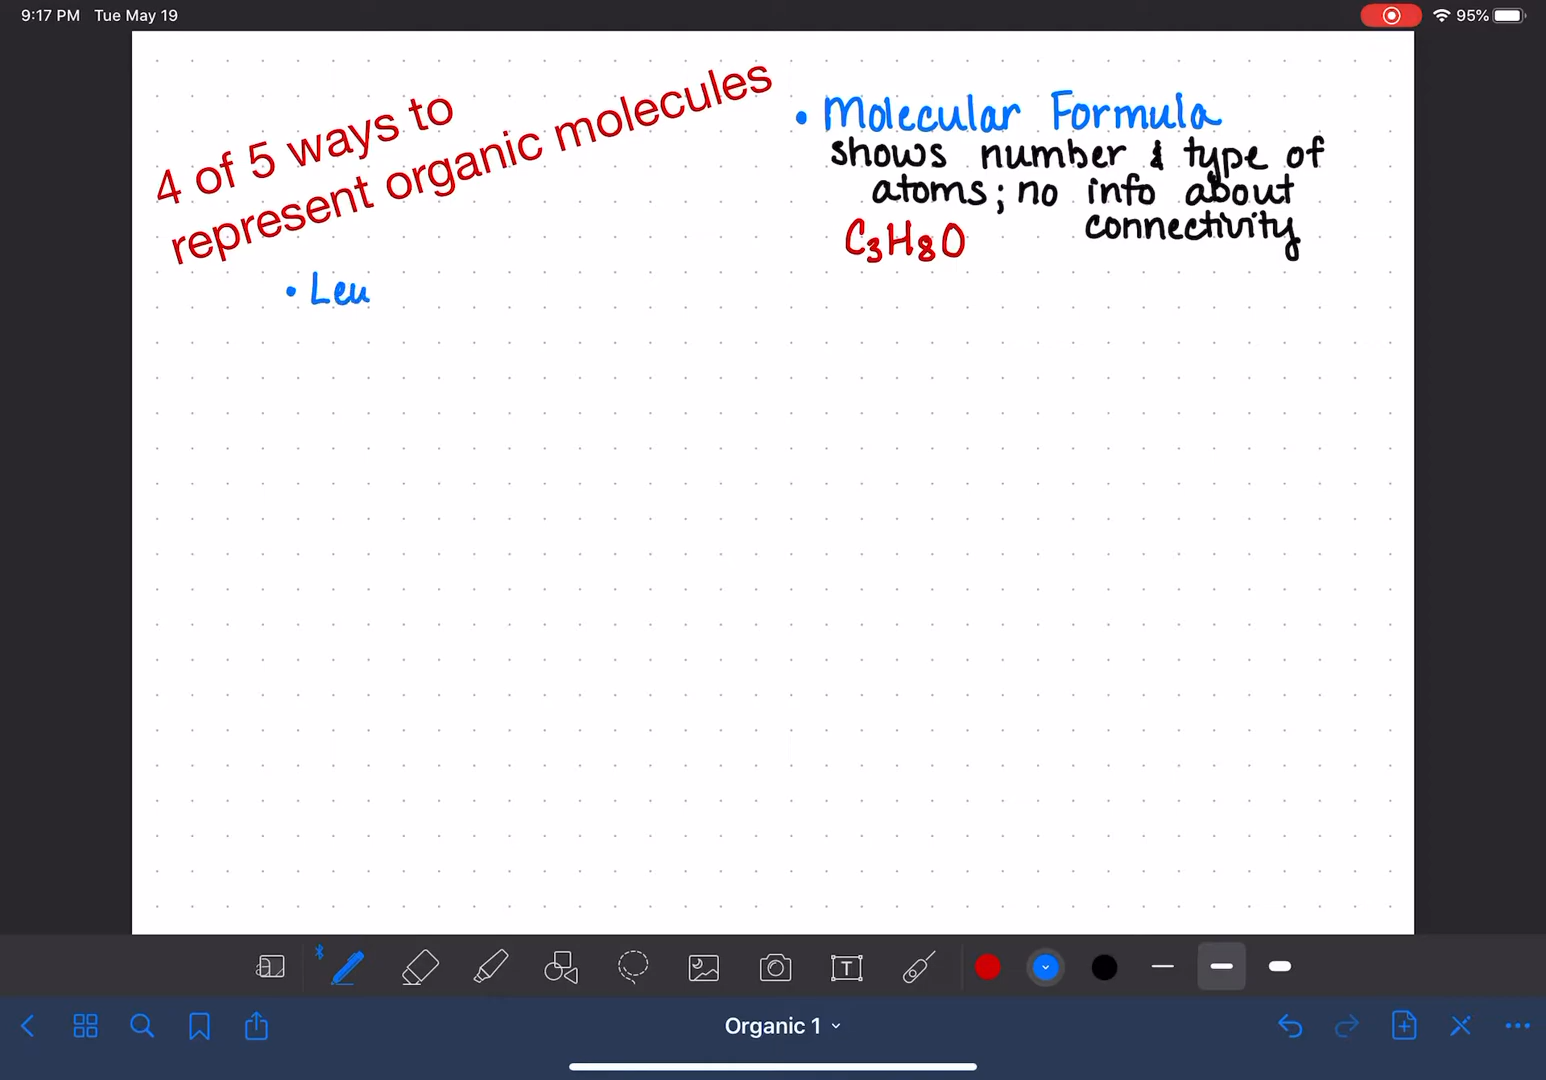 9:17 PM Tue May 19
95%
4 of 5 ways to
represent organic molecules
• Molecular Formula
shows number & type of
atoms; no info about
connectivity
C₃H₈O
• Leu
T
Organic 1